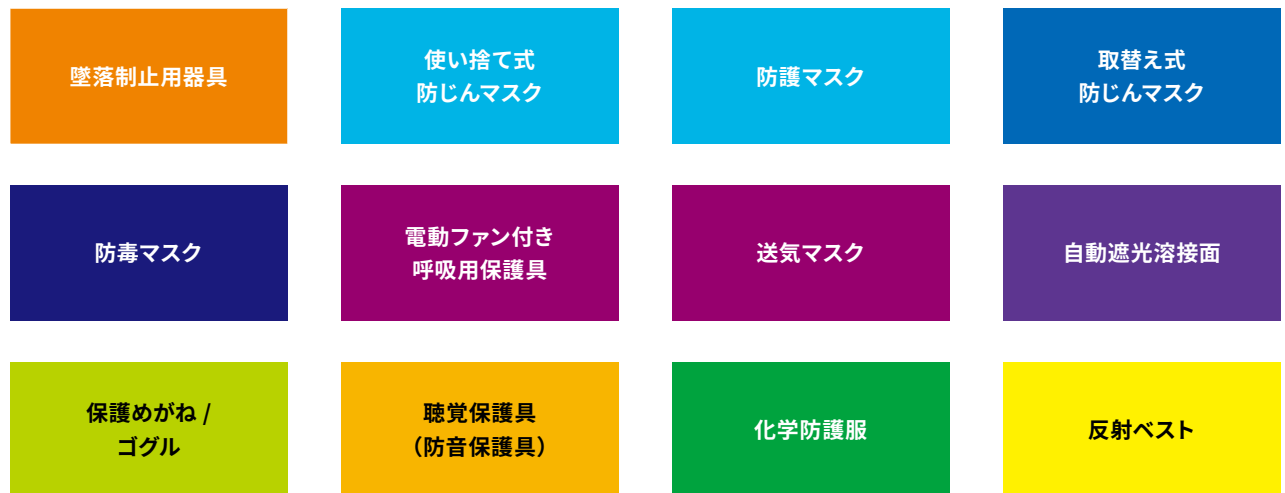 墜落制止用器具
使い捨て式
防じんマスク
防護マスク
取替え式
防じんマスク
防毒マスク
電動ファン付き
呼吸用保護具
送気マスク
自動遮光溶接面
保護めがね /
ゴグル
聴覚保護具
（防音保護具）
化学防護服
反射ベスト